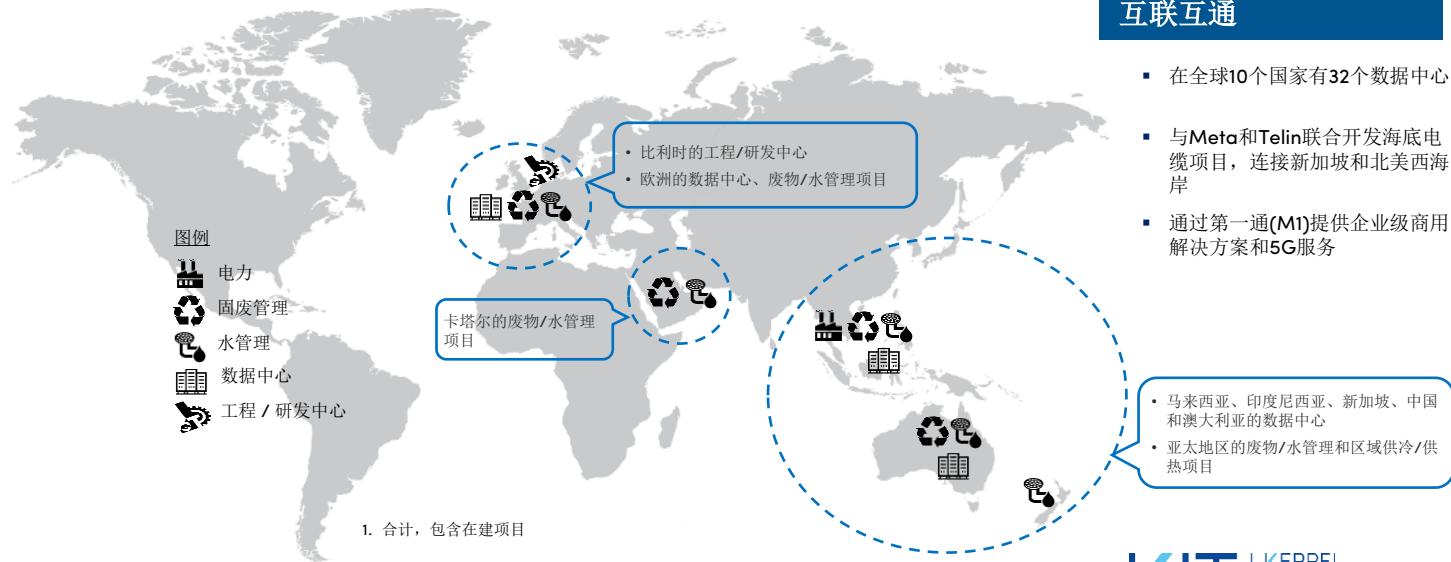 互联互通
▪ 在全球10个国家有32个数据中心
▪ 与Meta和Telin联合开发海底电
缆项目，连接新加坡和北美西海
岸
▪ 通过第一通(M1)提供企业级商用
解决方案和5G服务
• 比利时的工程/研发中心
• 欧洲的数据中心、废物/水管理项目
图例
电力
固废管理
水管理
数据中心
工程 / 研发中心
卡塔尔的废物/水管理
项目
• 马来西亚、印度尼西亚、新加坡、中国
和澳大利亚的数据中心
• 亚太地区的废物/水管理和区域供冷/供
热项目
1. 合计，包含在建项目